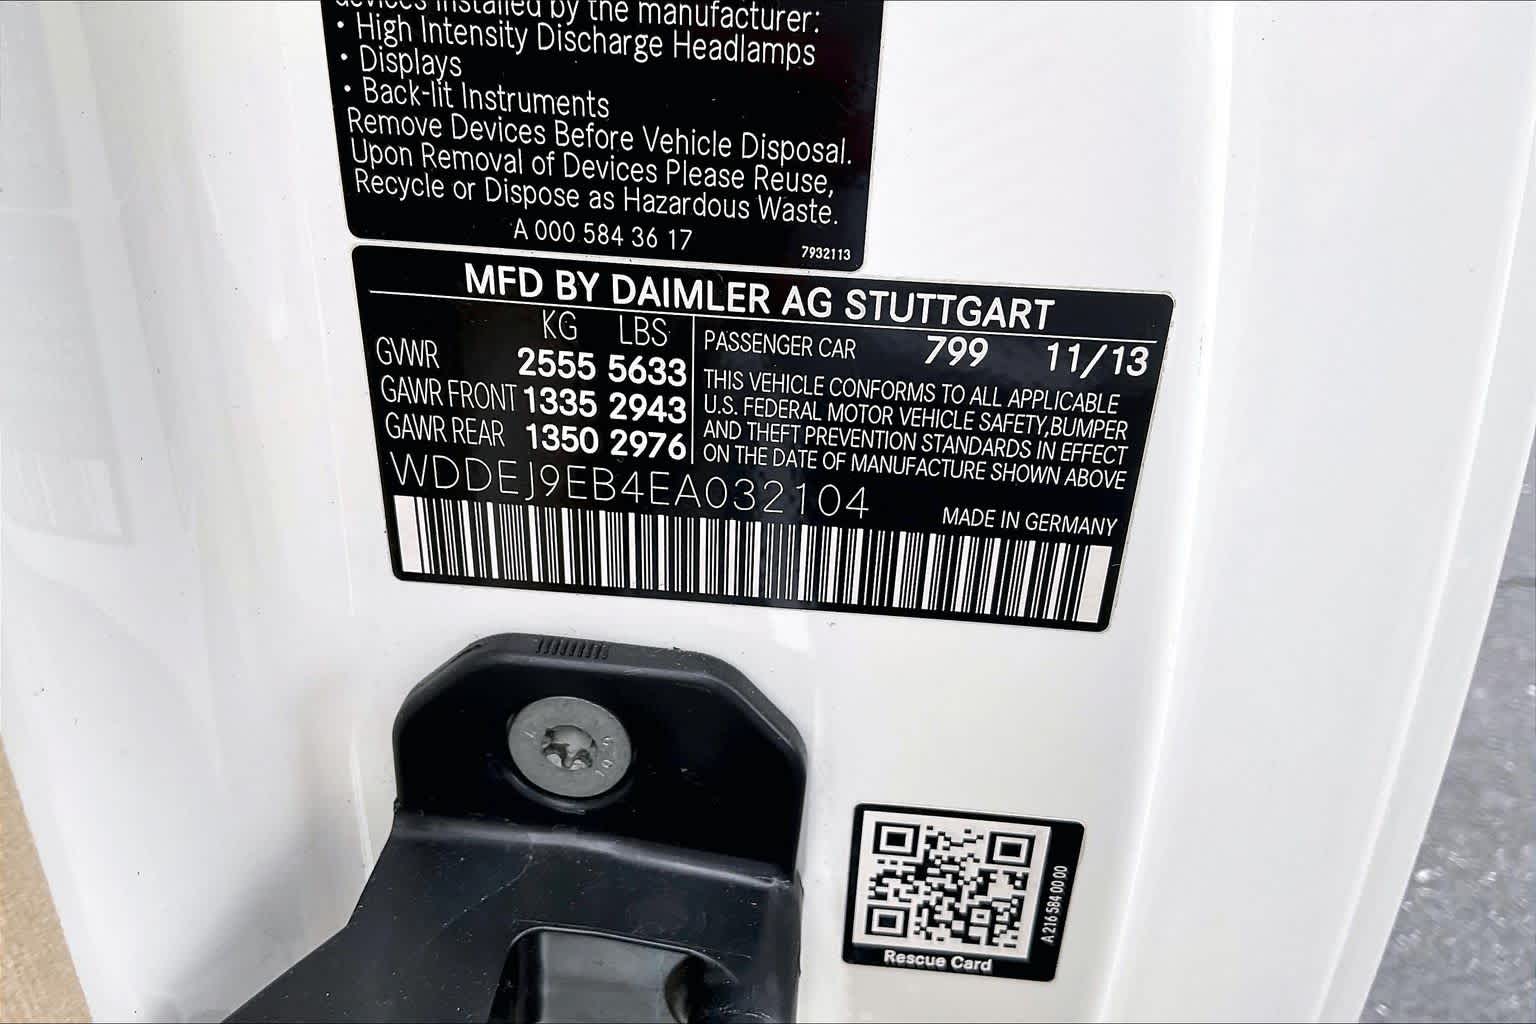 devices installed by the manufacturer:
• High Intensity Discharge Headlamps
• Displays
• Back-lit Instruments
Remove Devices Before Vehicle Disposal.
Upon Removal of Devices Please Reuse,
Recycle or Dispose as Hazardous Waste.
A 000 584 36 17
7932113
MFD BY DAIMLER AG STUTTGART
KG LBS
GVWR 2555 5633
GAWR FRONT 1335 2943
GAWR REAR 1350 2976
PASSENGER CAR 799 11/13
THIS VEHICLE CONFORMS TO ALL APPLICABLE
U.S. FEDERAL MOTOR VEHICLE SAFETY,BUMPER
AND THEFT PREVENTION STANDARDS IN EFFECT
ON THE DATE OF MANUFACTURE SHOWN ABOVE
WDDEJ9EB4EA032104
MADE IN GERMANY
A 216 584 00 00
Rescue Card